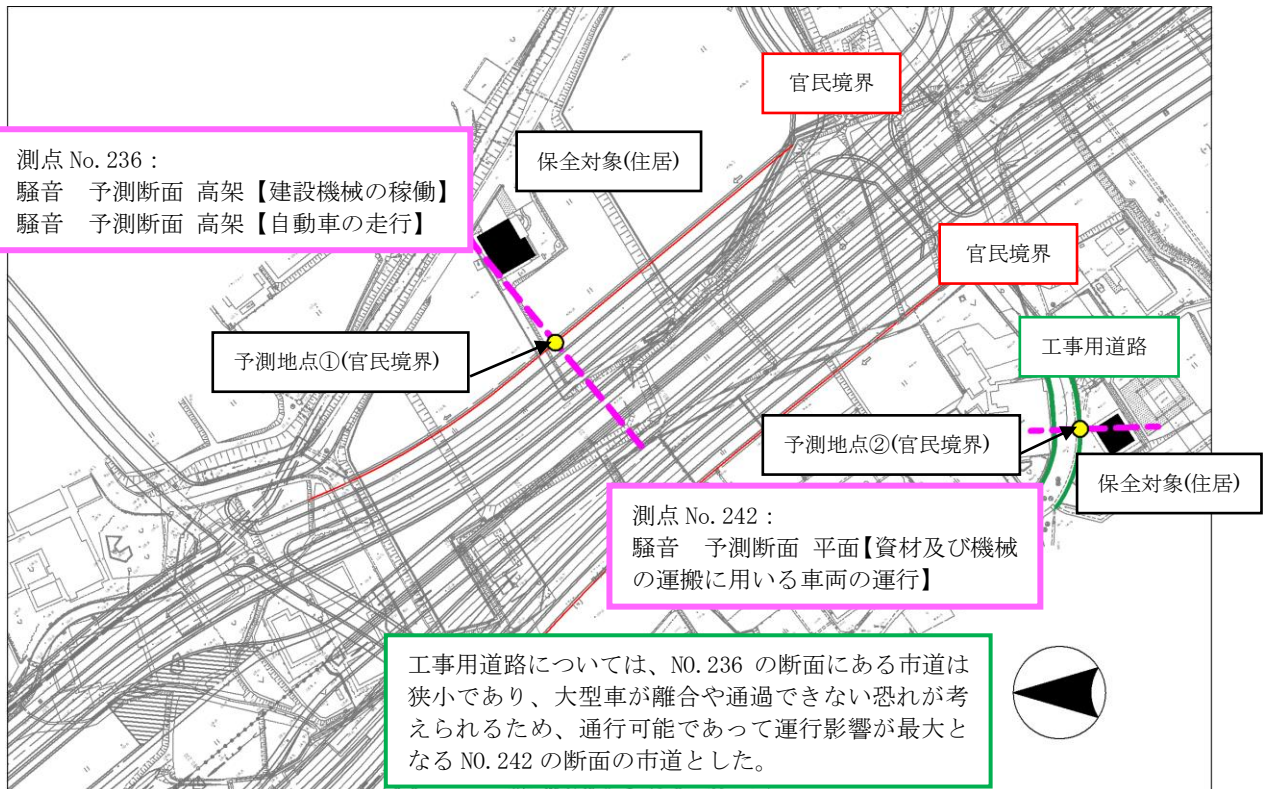 官民境界
測点 No.236：
騒音　予測断面 高架【建設機械の稼働】
騒音　予測断面 高架【自動車の走行】
保全対象(住居)
官民境界
工事用道路
予測地点①(官民境界)
予測地点②(官民境界)
保全対象(住居)
測点 No.242：
騒音　予測断面 平面【資材及び機械
の運搬に用いる車両の運行】
工事用道路については、NO.236 の断面にある市道は
狭小であり、大型車が離合や通過できない恐れが考
えられるため、通行可能であって運行影響が最大と
なる NO.242 の断面の市道とした。